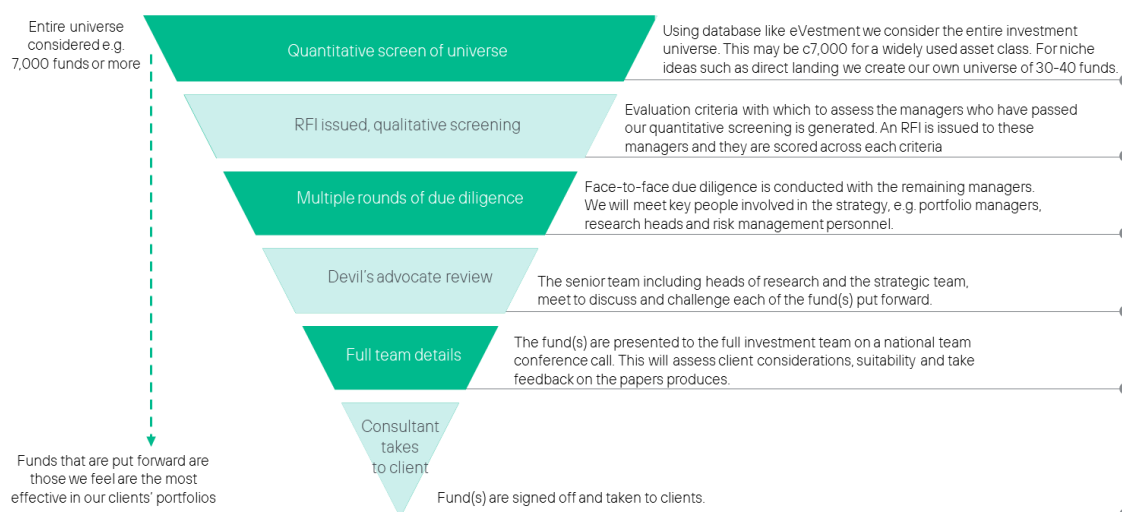 Entire universe
considered e.g.
7,000 funds or more
Quantitative screen of universe
Using database like eVestment we consider the entire investment
universe. This may be c7,000 for a widely used asset class. For niche
ideas such as direct landing we create our own universe of 30-40 funds.
RFI issued, qualitative screening
Evaluation criteria with which to assess the managers who have passed
our quantitative screening is generated. An RFI is issued to these
managers and they are scored across each criteria
Multiple rounds of due diligence
Face-to-face due diligence is conducted with the remaining managers.
We will meet key people involved in the strategy, e.g. portfolio managers,
research heads and risk management personnel.
Devil's advocate review
The senior team including heads of research and the strategic team,
meet to discuss and challenge each of the fund(s) put forward.
Full team details
The fund(s) are presented to the full investment team on a national team
conference call. This will assess client considerations, suitability and take
feedback on the papers produces.
Consultant
takes
to client
Fund(s) are signed off and taken to clients.
Funds that are put forward are
those we feel are the most
effective in our clients' portfolios